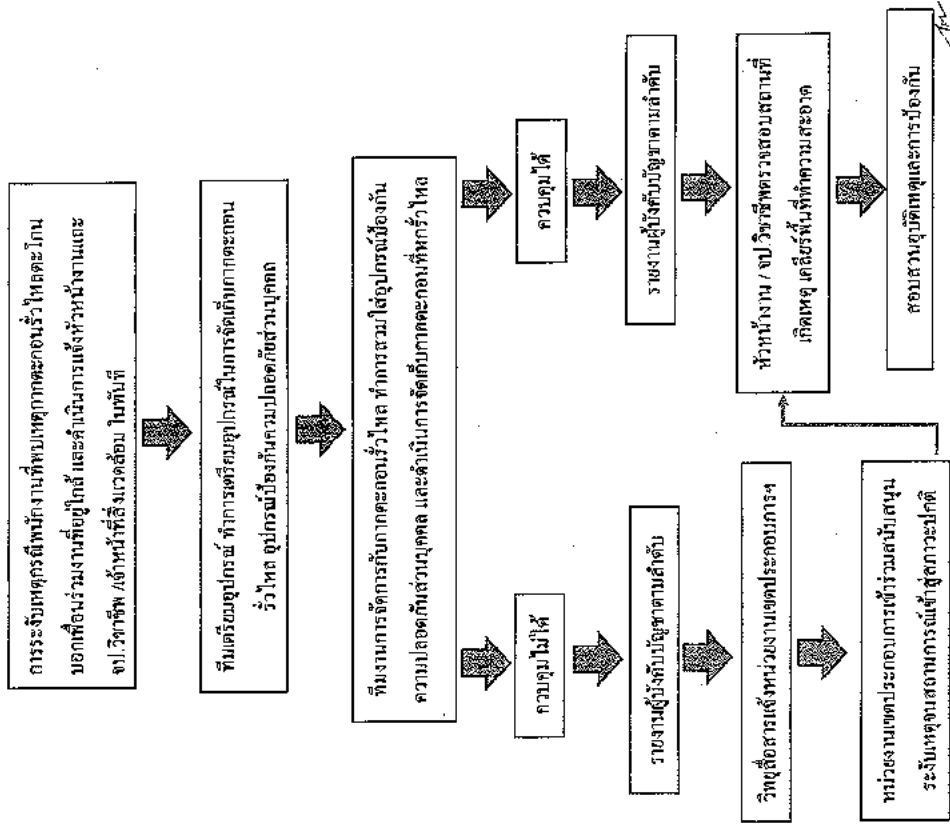 การระงับเหตุกรณีพนักงานที่พบเหตุกากตะกอนรั่วไหลตะโกน
บอกเพื่อนร่วมงานที่อยู่ใกล้ และดำเนินการแจ้งหัวหน้างานและ
จป.วิชาชีพ /เจ้าหน้าที่สิ่งแวดล้อม ในทันที
ทีมเตรียมอุปกรณ์ ทำการเตรียมอุปกรณ์ในการจัดเก็บกากตะกอน
รั่วไหล อุปกรณ์ป้องกันความปลอดภัยส่วนบุคคล
ทีมงานการจัดการกับกากตะกอนรั่วไหล ทำการสวมใส่อุปกรณ์ป้องกัน
ความปลอดภัยส่วนบุคคล และดำเนินการจัดเก็บกากตะกอนที่หกรั่วไหล
ควบคุมไม่ได้
รายงานผู้บังคับบัญชาตามลำดับ
วิทยุสื่อสารแจ้งหน่วยงานเขตประกอบการฯ
หน่วยงานเขตประกอบการเข้าร่วมสนับสนุน
ระงับเหตุจนสถานการณ์เข้าสู่สภาวะปกติ
ควบคุมได้
รายงานผู้บังคับบัญชาตามลำดับ
หัวหน้างาน / จป.วิชาชีพตรวจสอบสถานที่
เกิดเหตุ เคลียร์พื้นที่ทำความสะอาด
สอบสวนอุบัติเหตุและการป้องกัน